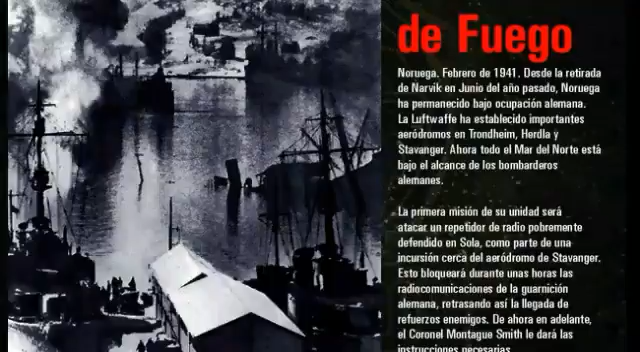 de Fuego
Noruega. Febrero de 1941. Desde la retirada
de Narvik en Junio del año pasado, Noruega
ha permanecido bajo ocupación alemana.
La Luftwaffe ha establecido importantes
aeródromos en Trondheim, Herdla y
Stavanger. Ahora todo el Mar del Norte está
bajo el alcance de los bombarderos
alemanes.
La primera misión de su unidad será
atacar un repetidor de radio pobremente
defendido en Sola, como parte de una
incursión cerca del aeródromo de Stavanger.
Esto bloqueará durante unas horas las
radiocomunicaciones de la guarnición
alemana, retrasando así la llegada de
refuerzos enemigos. De ahora en adelante,
el Coronel Montague Smith le dará las
instrucciones necesarias